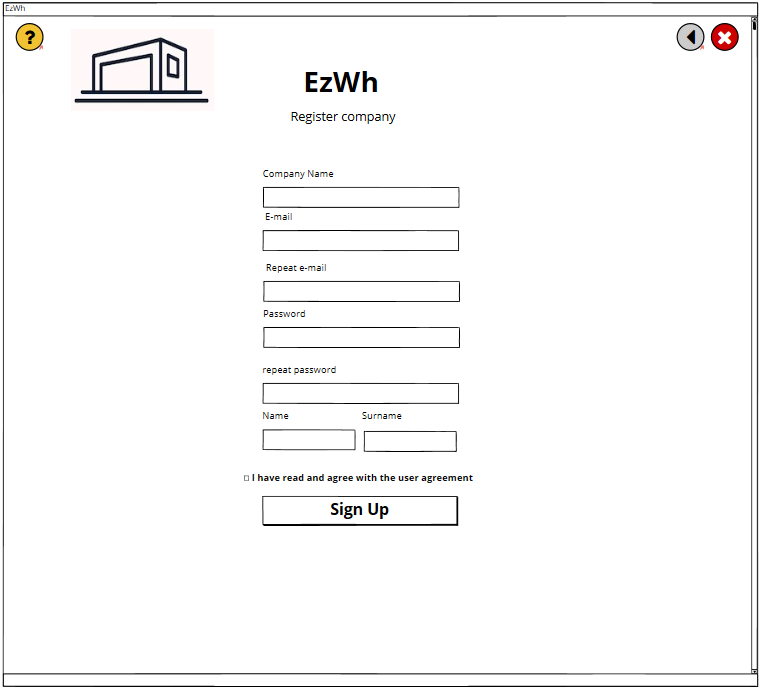 EzWh
?
EzWh
Register company
Company Name
E-mail
Repeat e-mail
Password
repeat password
Name Surname
I have read and agree with the user agreement
Sign Up